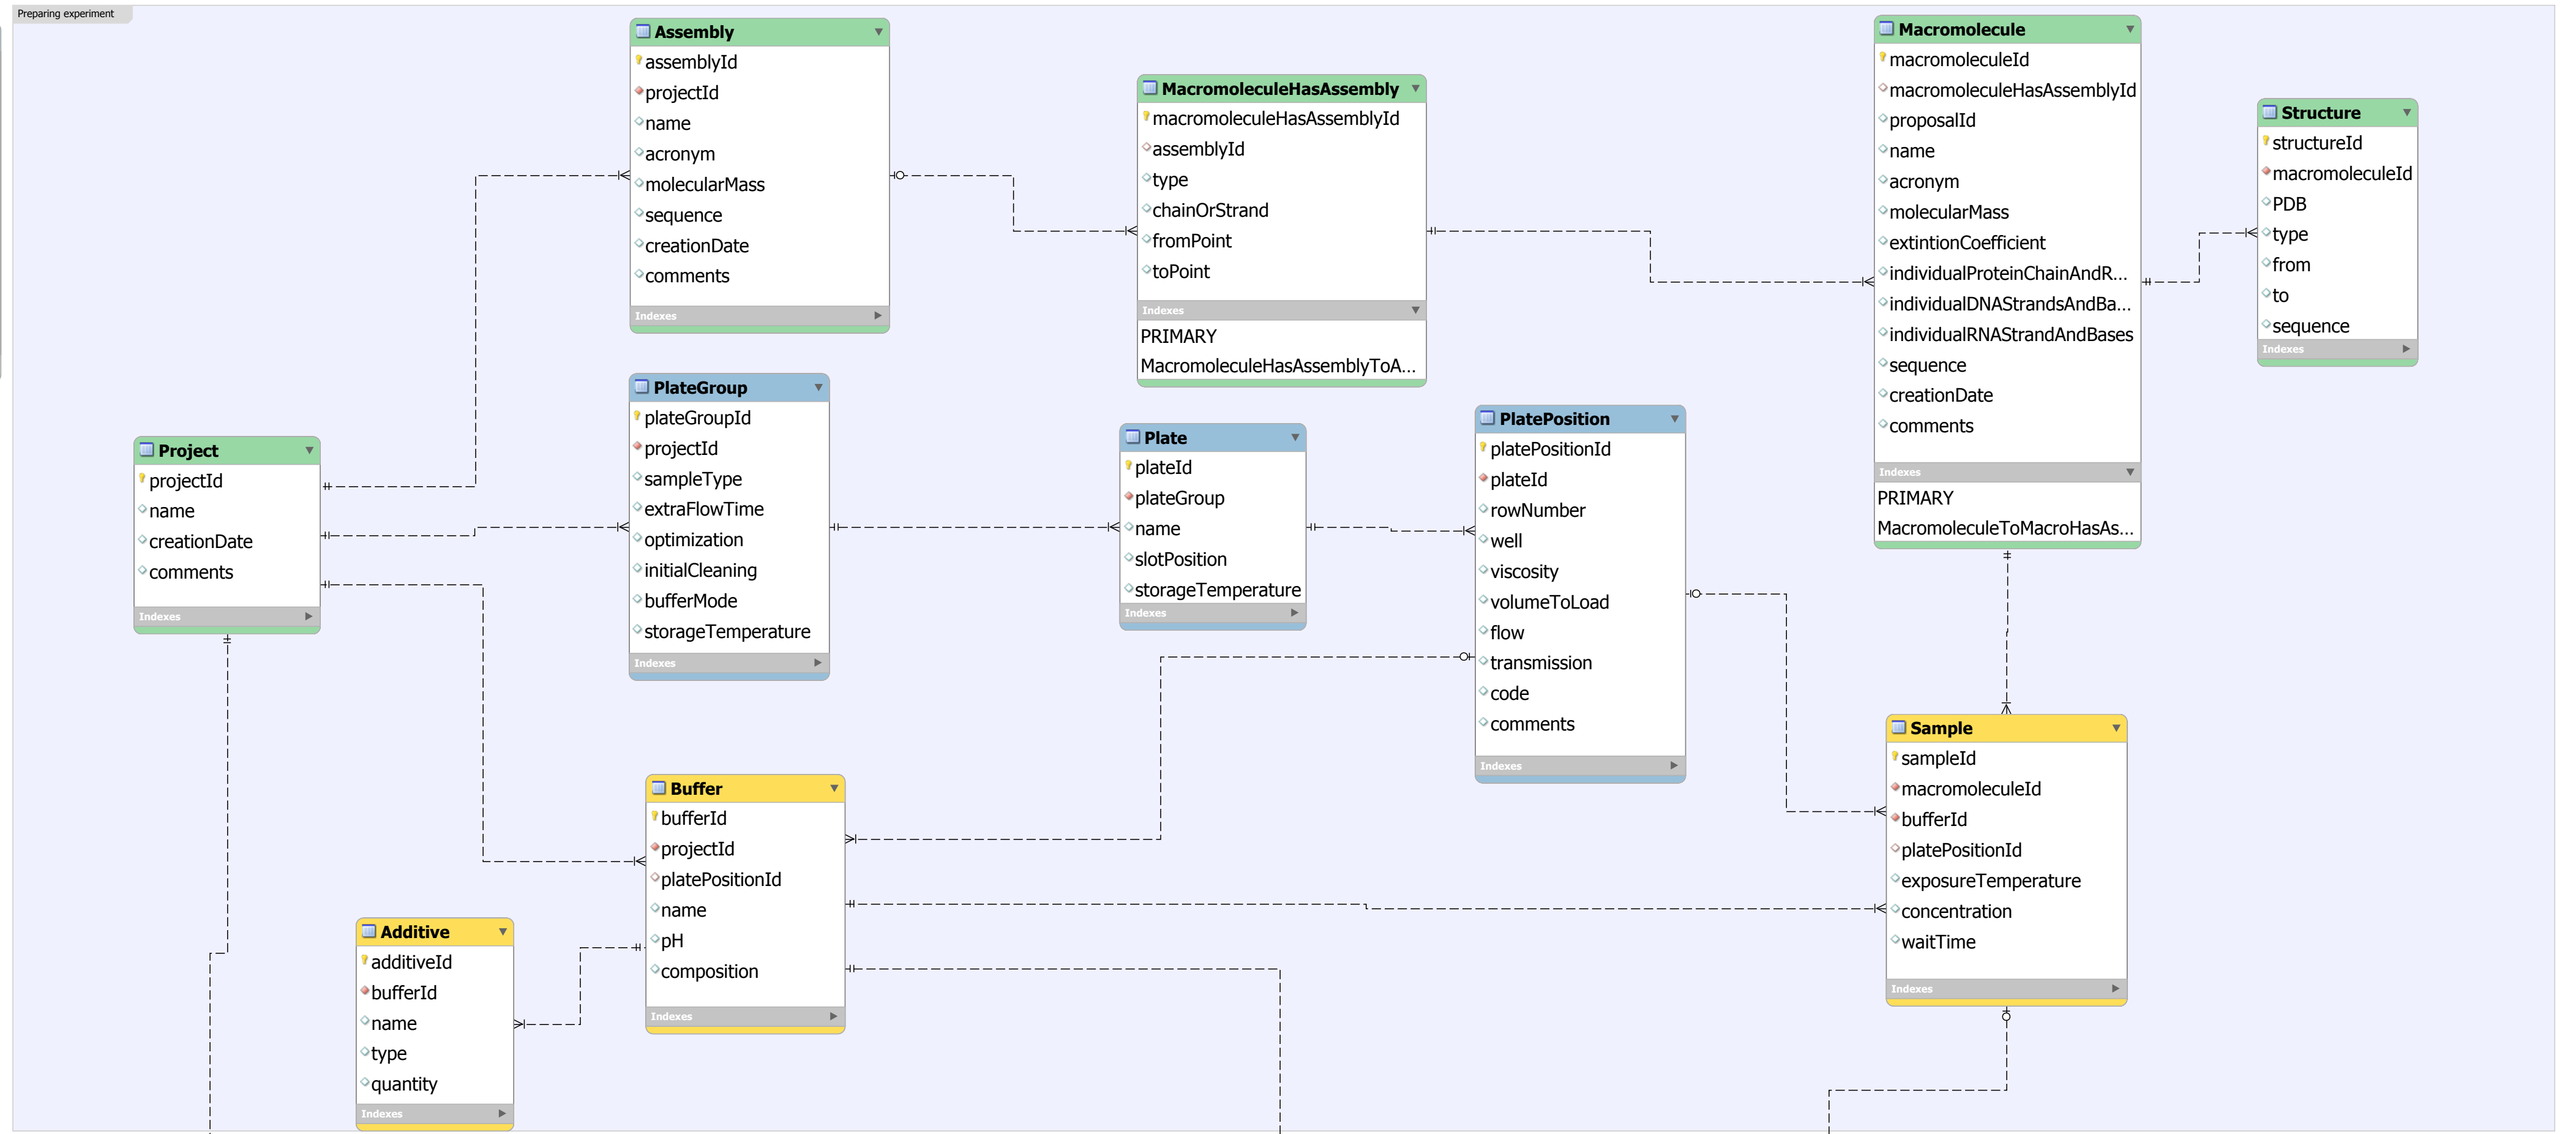 Preparing experiment
Assembly
assemblyId
projectId
name
acronym
molecularMass
sequence
creationDate
comments
Indexes
MacromoleculeHasAssembly
macromoleculeHasAssemblyId
assemblyId
type
chainOrStrand
fromPoint
toPoint
Indexes
PRIMARY
MacromoleculeHasAssemblyToA...
Macromolecule
macromoleculeId
macromoleculeHasAssemblyId
proposalId
name
acronym
molecularMass
extintionCoefficient
individualProteinChainAndR...
individualDNAStrandsAndBa...
individualRNAStrandAndBases
sequence
creationDate
comments
Indexes
PRIMARY
MacromoleculeToMacroHasAs...
Structure
structureId
macromoleculeId
PDB
type
from
to
sequence
Indexes
Project
projectId
name
creationDate
comments
Indexes
PlateGroup
plateGroupId
projectId
sampleType
extraFlowTime
optimization
initialCleaning
bufferMode
storageTemperature
Indexes
Plate
plateId
plateGroup
name
slotPosition
storageTemperature
Indexes
PlatePosition
platePositionId
plateId
rowNumber
well
viscosity
volumeToLoad
flow
transmission
code
comments
Indexes
Sample
sampleId
macromoleculeId
bufferId
platePositionId
exposureTemperature
concentration
waitTime
Indexes
Buffer
bufferId
projectId
platePositionId
name
pH
composition
Indexes
Additive
additiveId
bufferId
name
type
quantity
Indexes